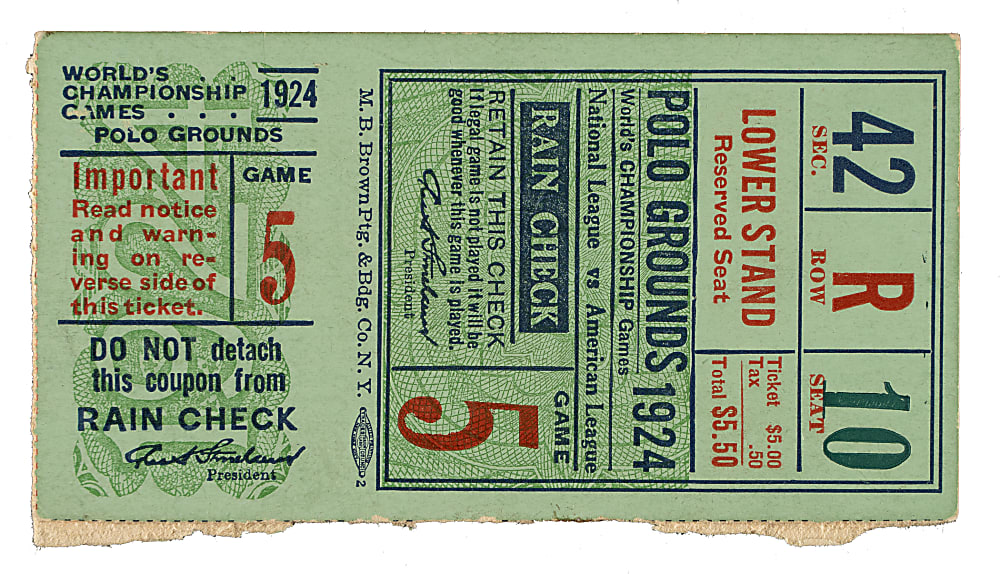 WORLD'S . .
CHAMPIONSHIP
GAMES . . .
1924
POLO GROUNDS
Important
Read notice
and warn-
ing on re-
verse side of
this ticket.
GAME
5
DO NOT detach
this coupon from
RAIN CHECK
President
M. B. Brown Ptg. & Bdg. Co. N. Y.
2
42
SEC.
R
ROW
10
SEAT
LOWER STAND
Reserved Seat
Ticket $5.00
Tax .50
Total $5.50
POLO GROUNDS 1924
World's CHAMPIONSHIP Games
National League vs American League
RAIN CHECK
RETAIN THIS CHECK
If legal game is not played it will be
good whenever this game is played.
President
GAME
5